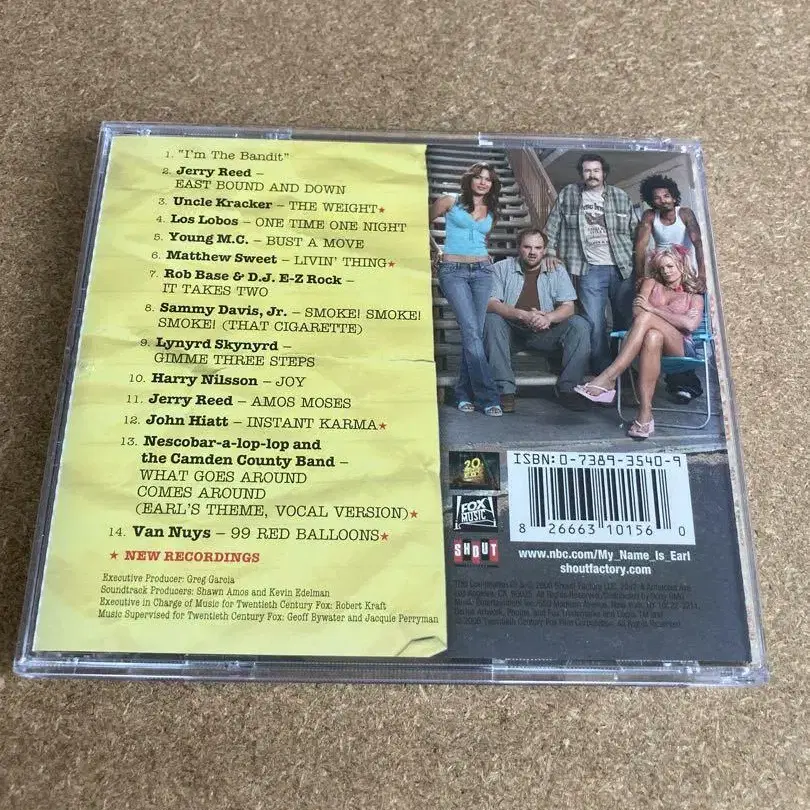 1. "I'm The Bandit"
2. Jerry Reed –
EAST BOUND AND DOWN
3. Uncle Kracker – THE WEIGHT★
4. Los Lobos – ONE TIME ONE NIGHT
5. Young M.C. – BUST A MOVE
6. Matthew Sweet – LIVIN' THING★
7. Rob Base & D.J. E-Z Rock –
IT TAKES TWO
8. Sammy Davis, Jr. – SMOKE! SMOKE!
SMOKE! (THAT CIGARETTE)
9. Lynyrd Skynyrd –
GIMME THREE STEPS
10. Harry Nilsson – JOY
11. Jerry Reed – AMOS MOSES
12. John Hiatt – INSTANT KARMA★
13. Nescobar-a-lop-lop and
the Camden County Band –
WHAT GOES AROUND
COMES AROUND
(EARL'S THEME, VOCAL VERSION)★
14. Van Nuys – 99 RED BALLOONS★
★ NEW RECORDINGS
Executive Producer: Greg Garcia
Soundtrack Producers: Shawn Amos and Kevin Edelman
Executive in Charge of Music for Twentieth Century Fox: Robert Kraft
Music Supervised for Twentieth Century Fox: Geoff Bywater and Jacquie Perryman
ISBN: 0-7389-3540-9
8 26663 10156 0
20
FOX
MUSIC
SHOUT
www.nbc.com/My_Name_Is_Earl
shoutfactory.com